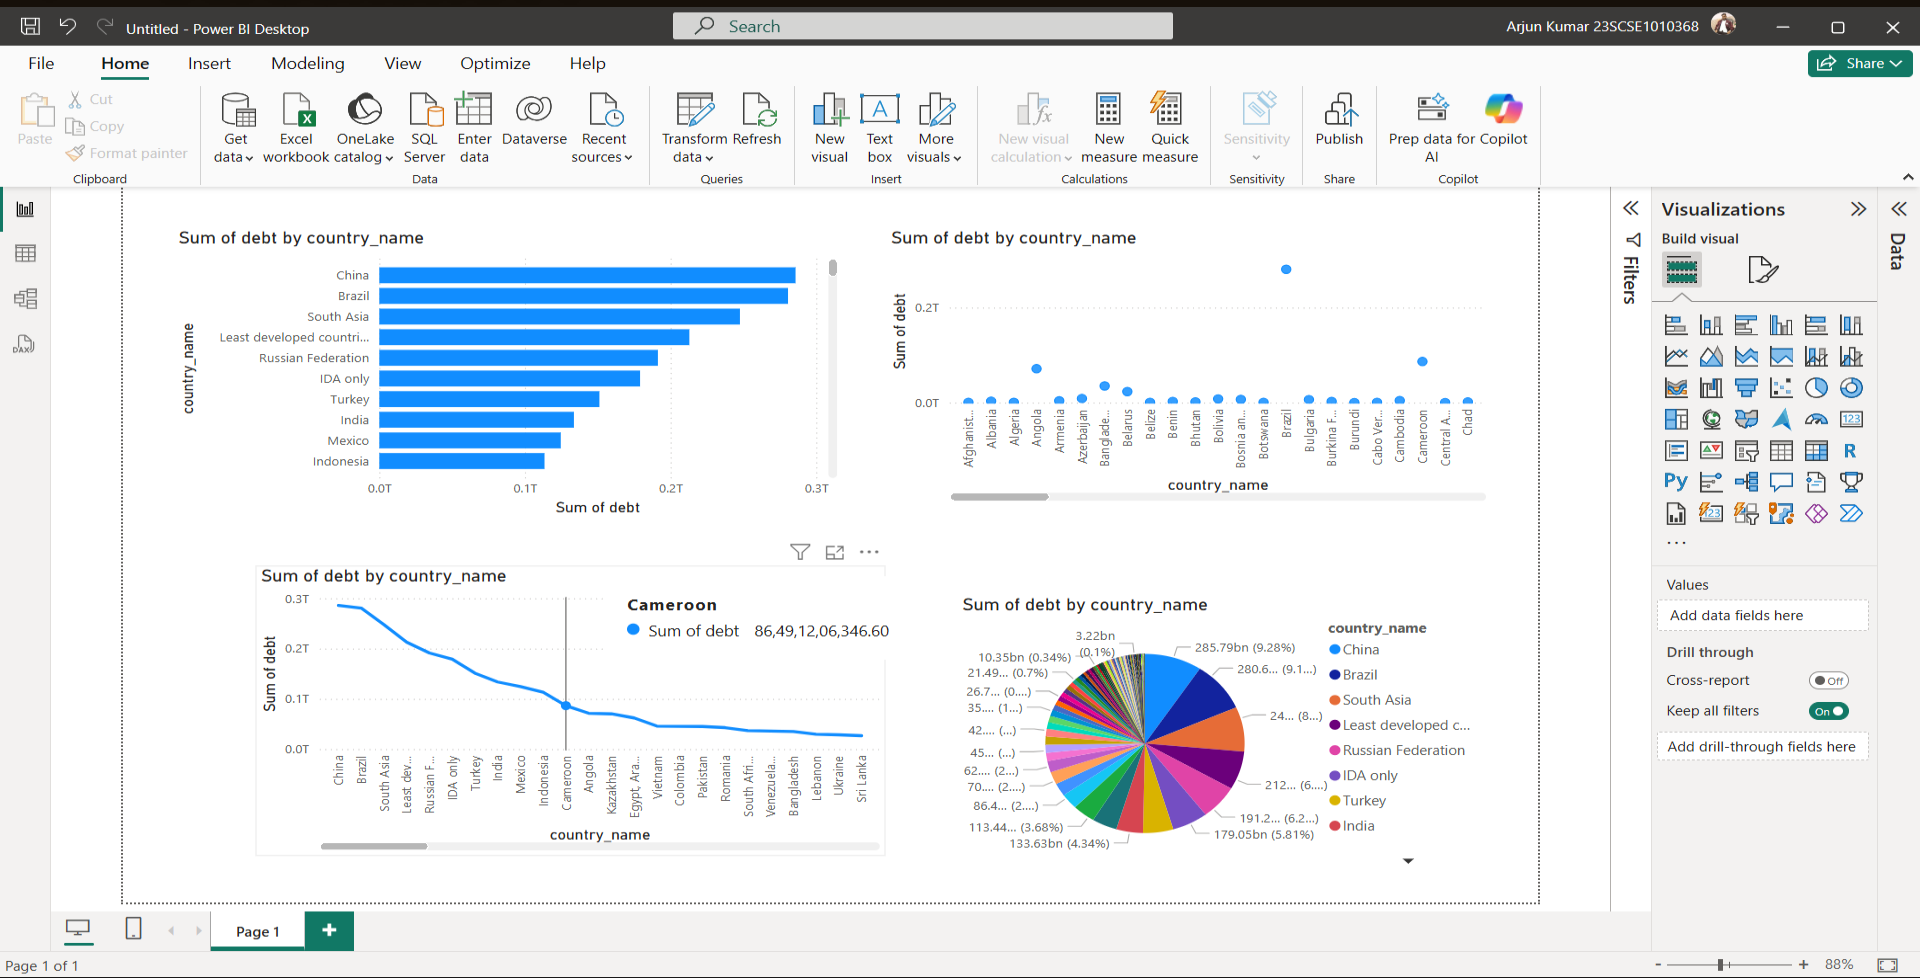 Untitled - Power BI Desktop
Search
Arjun Kumar 23SCSE1010368
File Home Insert Modeling View Optimize Help
Share
Paste
Cut
Copy
Format painter
Clipboard
Get data
Excel workbook
OneLake catalog
SQL Server
Enter data
Dataverse
Recent sources
Data
Transform data
Refresh
Queries
New visual
Text box
More visuals
Insert
New visual calculation
New measure
Quick measure
Calculations
Sensitivity
Sensitivity
Publish
Share
Prep data for AI
Copilot
Copilot
Sum of debt by country_name
country_name
China
Brazil
South Asia
Least developed countri...
Russian Federation
IDA only
Turkey
India
Mexico
Indonesia
0.0T 0.1T 0.2T 0.3T
Sum of debt
Sum of debt by country_name
Sum of debt
0.2T
0.0T
Afghanist... Albania Algeria Angola Armenia Azerbaijan Banglade... Belarus Belize Benin Bhutan Bolivia Bosnia an... Botswana Brazil Bulgaria Burkina F... Burundi Cabo Ver... Cambodia Cameroon Central A... Chad
country_name
Sum of debt by country_name
Sum of debt
0.3T
0.2T
0.1T
0.0T
Cameroon
Sum of debt 86,49,12,06,346.60
China Brazil South Asia Least dev... Russian F... IDA only Turkey India Mexico Indonesia Cameroon Angola Kazakhstan Egypt, Ara... Vietnam Colombia Pakistan Romania South Afri... Venezuela... Bangladesh Lebanon Ukraine Sri Lanka
country_name
Sum of debt by country_name
3.22bn
(0.1%)
10.35bn (0.34%)
21.49... (0.7%)
26.7... (0....)
35.... (1...)
42.... (...)
45... (...)
62.... (2...)
70.... (2....)
86.4... (2....)
113.44... (3.68%)
133.63bn (4.34%)
285.79bn (9.28%)
280.6... (9.1...)
24... (8...)
212... (6....)
191.2... (6.2...)
179.05bn (5.81%)
country_name
China
Brazil
South Asia
Least developed c...
Russian Federation
IDA only
Turkey
India
Filters
Visualizations
Build visual
Py
R
123
...
Values
Add data fields here
Drill through
Cross-report Off
Keep all filters On
Add drill-through fields here
Data
DAX
Page 1
Page 1 of 1
- + 88%